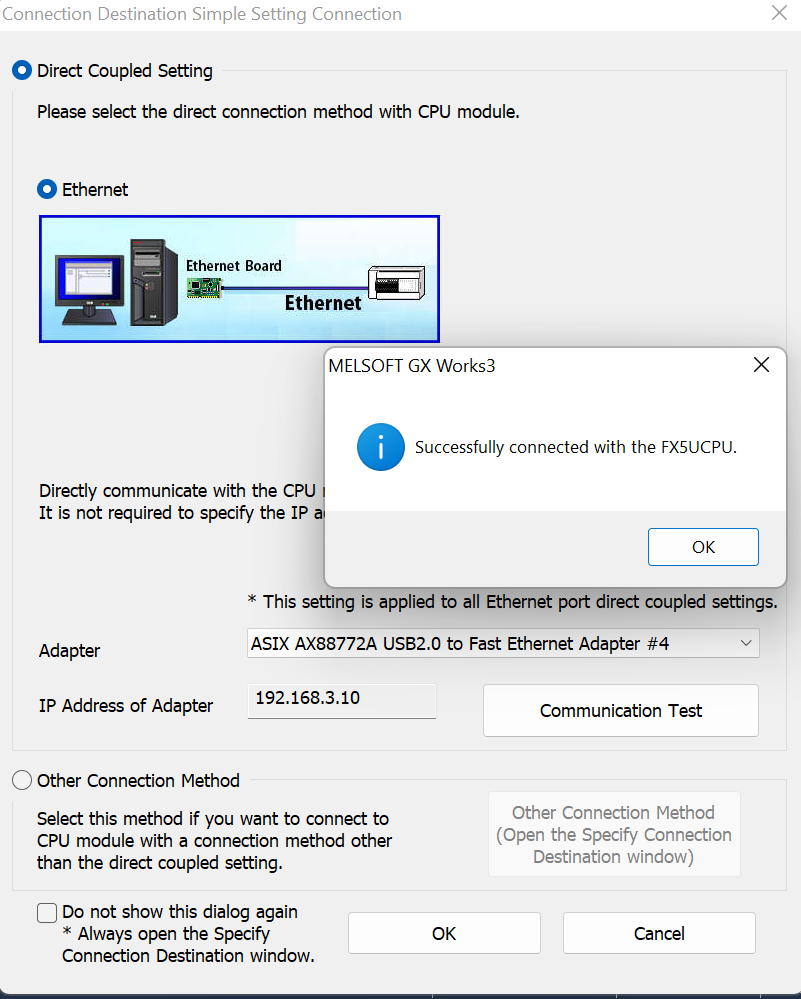 Connection Destination Simple Setting Connection
Direct Coupled Setting
Please select the direct connection method with CPU module.
Ethernet
Ethernet Board
Ethernet
MELSOFT GX Works3
Successfully connected with the FX5UCPU.
OK
Directly communicate with the CPU
It is not required to specify the IP
* This setting is applied to all Ethernet port direct coupled settings.
Adapter
ASIX AX88772A USB2.0 to Fast Ethernet Adapter #4
IP Address of Adapter
192.168.3.10
Communication Test
Other Connection Method
Select this method if you want to connect to
CPU module with a connection method other
than the direct coupled setting.
Other Connection Method
(Open the Specify Connection
Destination window)
Do not show this dialog again
* Always open the Specify
Connection Destination window.
OK
Cancel